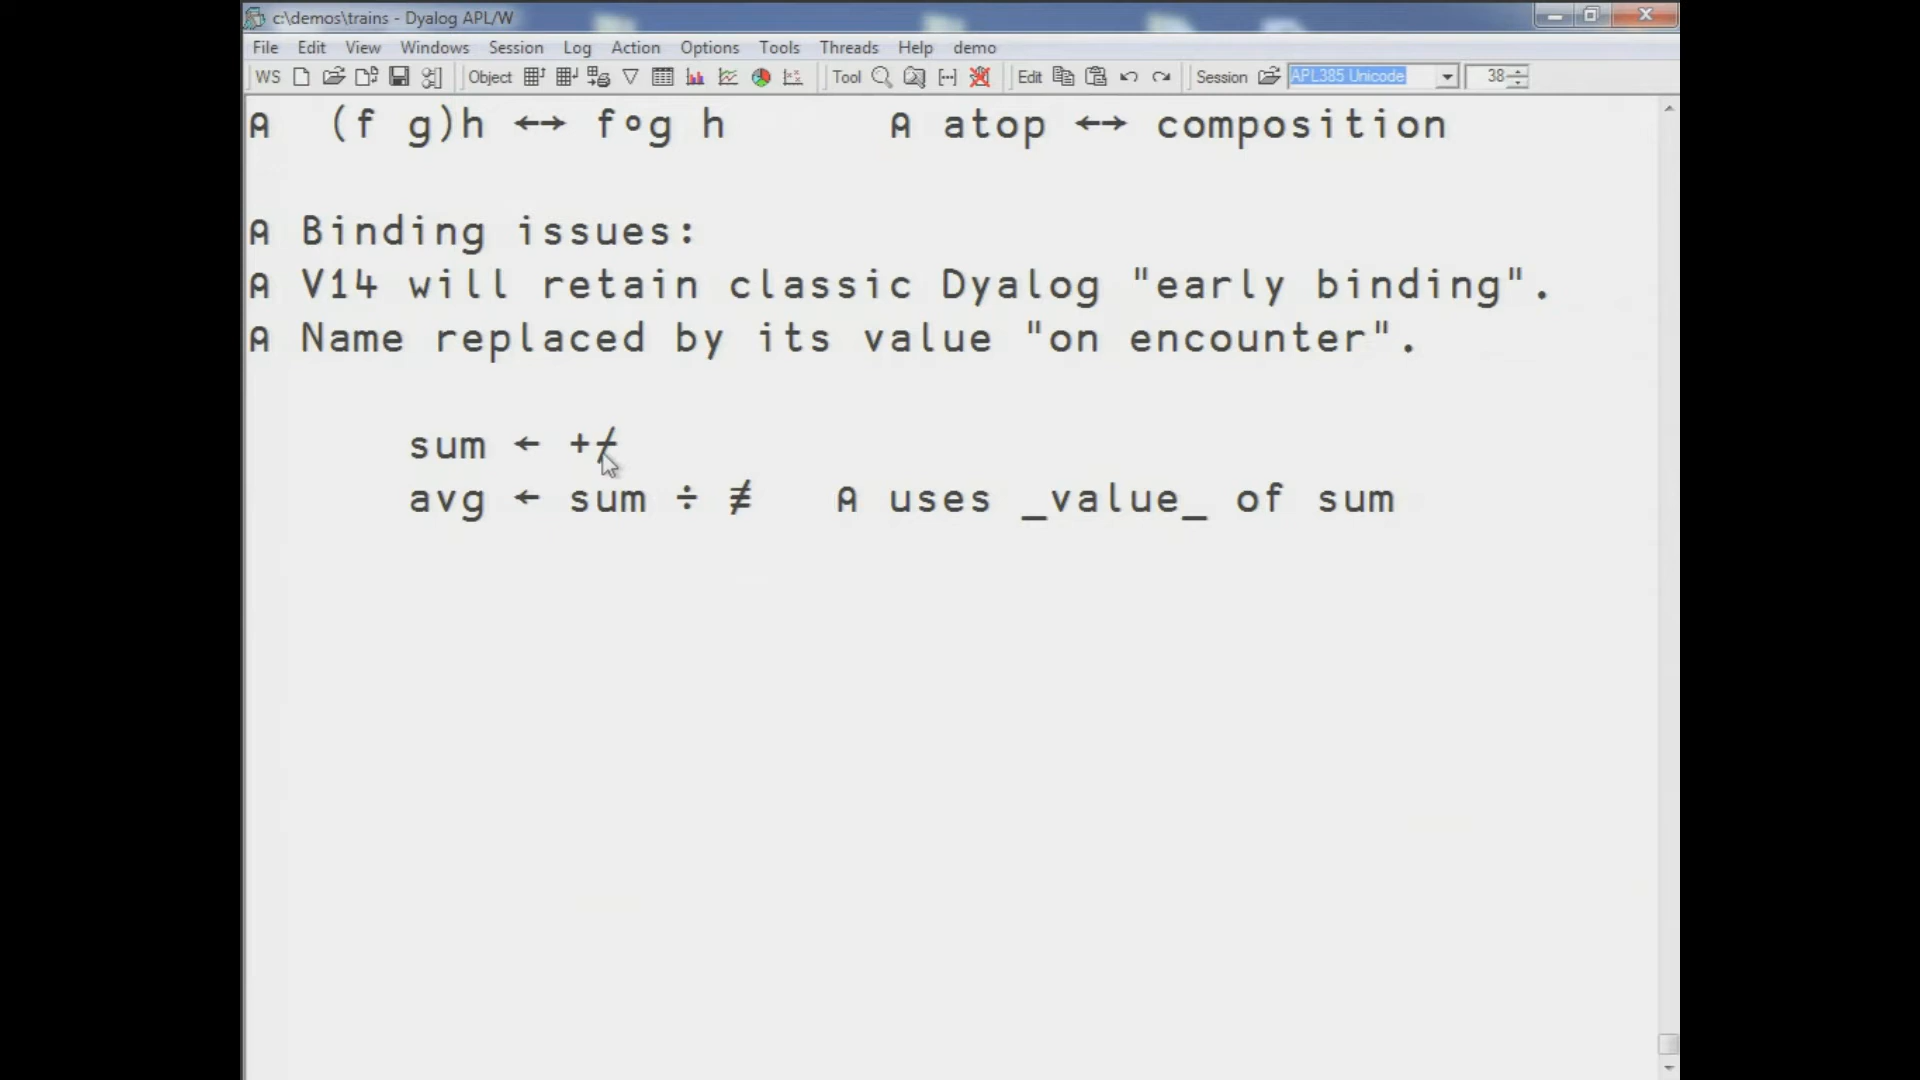 c:\demos\trains - Dyalog APL/W
File Edit View Windows Session Log Action Options Tools Threads Help demo
WS Object Tool Edit Session APL385 Unicode 38
⍝  (f g)h ←→ f∘g h      ⍝ atop ←→ composition
⍝ Binding issues:
⍝ V14 will retain classic Dyalog "early binding".
⍝ Name replaced by its value "on encounter".
sum ← +⌿
avg ← sum ÷ ≢   ⍝ uses _value_ of sum